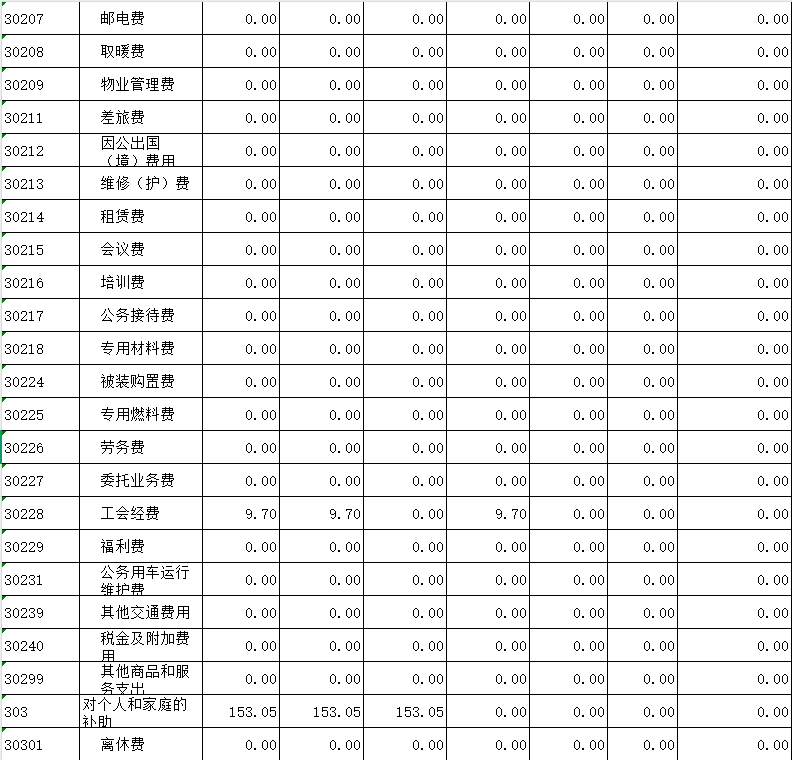 30207 邮电费 0.00 0.00 0.00 0.00 0.00 0.00 0.00
30208 取暖费 0.00 0.00 0.00 0.00 0.00 0.00 0.00
30209 物业管理费 0.00 0.00 0.00 0.00 0.00 0.00 0.00
30211 差旅费 0.00 0.00 0.00 0.00 0.00 0.00 0.00
30212 因公出国
（境）费用 0.00 0.00 0.00 0.00 0.00 0.00 0.00
30213 维修（护）费 0.00 0.00 0.00 0.00 0.00 0.00 0.00
30214 租赁费 0.00 0.00 0.00 0.00 0.00 0.00 0.00
30215 会议费 0.00 0.00 0.00 0.00 0.00 0.00 0.00
30216 培训费 0.00 0.00 0.00 0.00 0.00 0.00 0.00
30217 公务接待费 0.00 0.00 0.00 0.00 0.00 0.00 0.00
30218 专用材料费 0.00 0.00 0.00 0.00 0.00 0.00 0.00
30224 被装购置费 0.00 0.00 0.00 0.00 0.00 0.00 0.00
30225 专用燃料费 0.00 0.00 0.00 0.00 0.00 0.00 0.00
30226 劳务费 0.00 0.00 0.00 0.00 0.00 0.00 0.00
30227 委托业务费 0.00 0.00 0.00 0.00 0.00 0.00 0.00
30228 工会经费 9.70 9.70 0.00 9.70 0.00 0.00 0.00
30229 福利费 0.00 0.00 0.00 0.00 0.00 0.00 0.00
30231 公务用车运行
维护费 0.00 0.00 0.00 0.00 0.00 0.00 0.00
30239 其他交通费用 0.00 0.00 0.00 0.00 0.00 0.00 0.00
30240 税金及附加费
用 0.00 0.00 0.00 0.00 0.00 0.00 0.00
30299 其他商品和服
务支出 0.00 0.00 0.00 0.00 0.00 0.00 0.00
303 对个人和家庭的
补助 153.05 153.05 153.05 0.00 0.00 0.00 0.00
30301 离休费 0.00 0.00 0.00 0.00 0.00 0.00 0.00